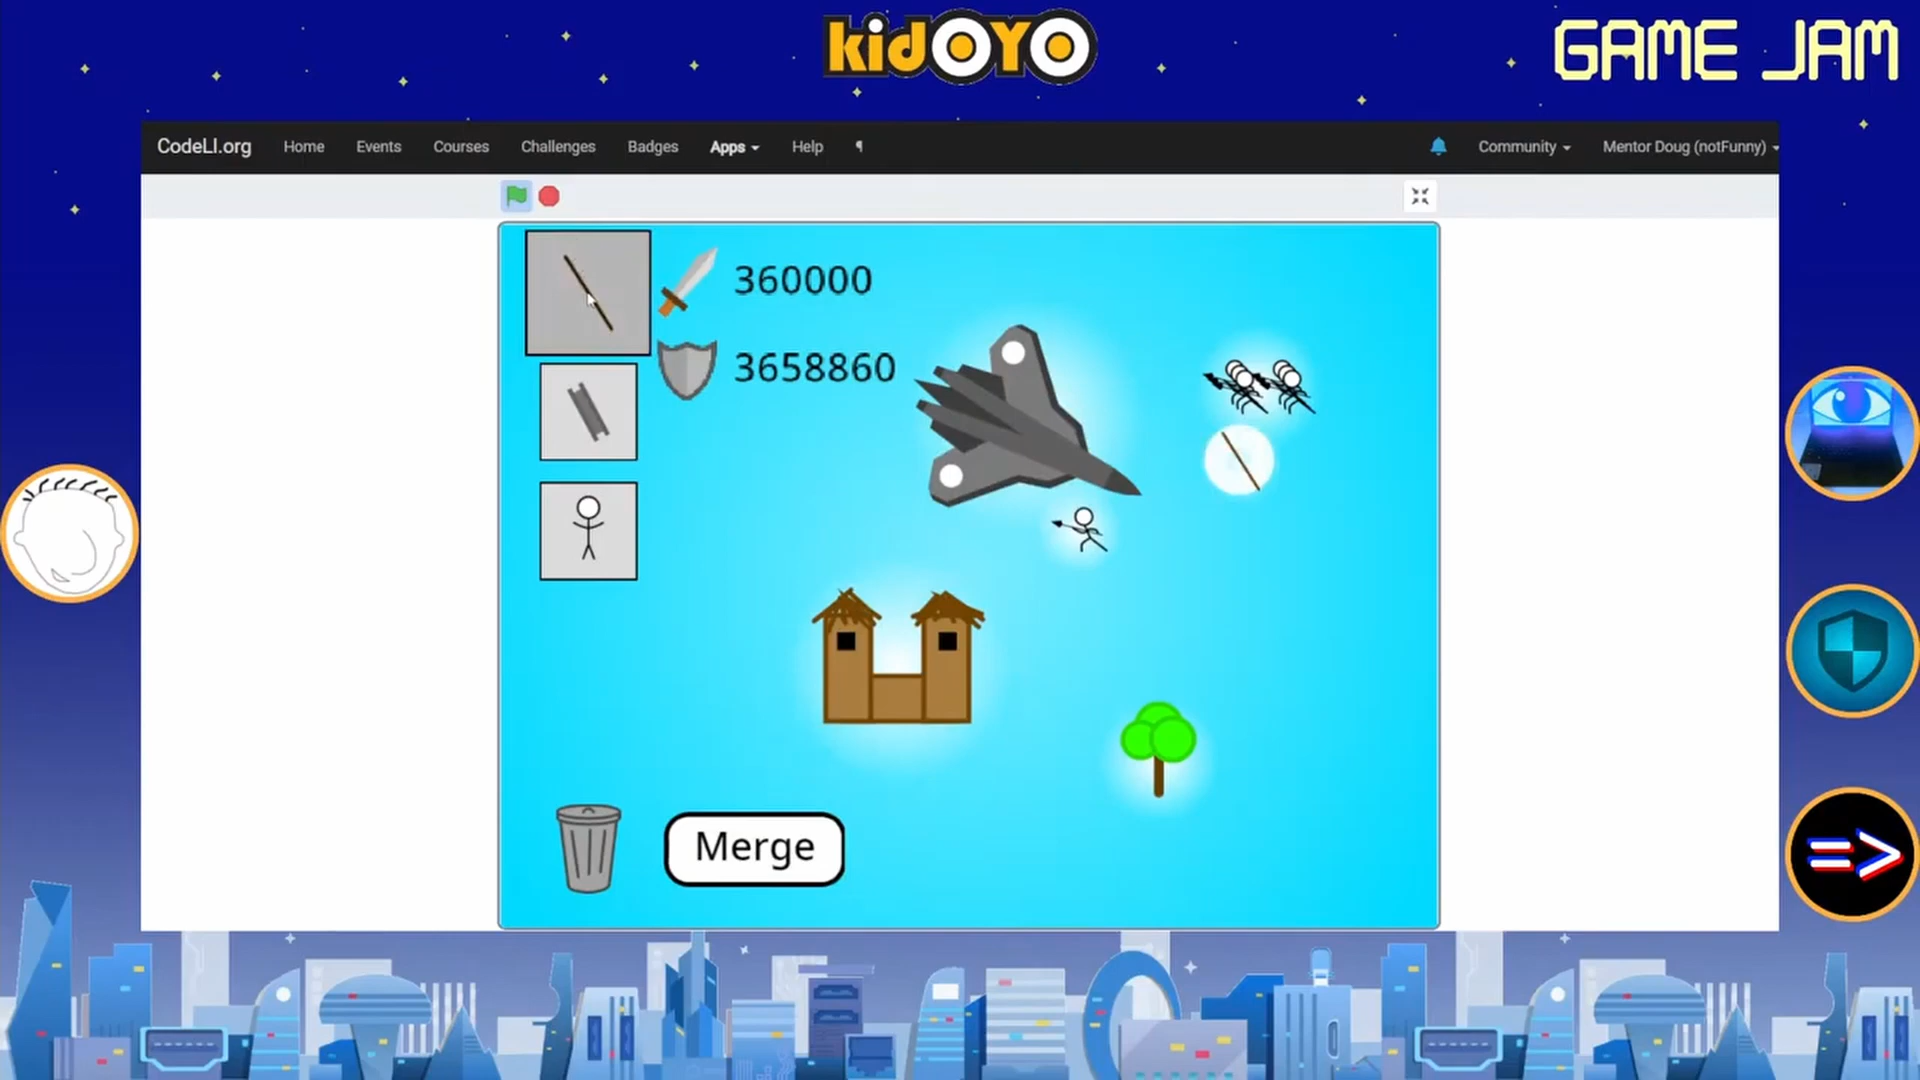 kidOYO
GAME JAM
CodeLI.org Home Events Courses Challenges Badges Apps Help ¶ Community Mentor Doug (notFunny)
360000
3658860
Merge
=>